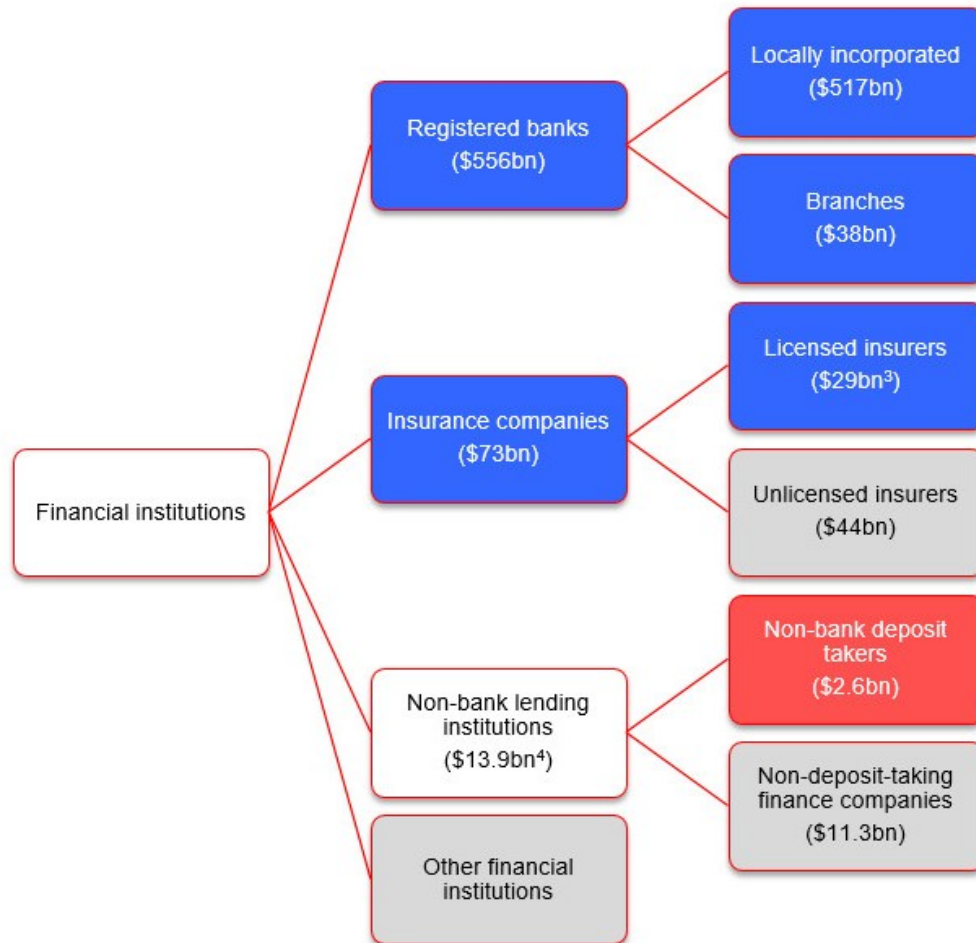 Locally incorporated
($517bn)
Registered banks
($556bn)
Branches
($38bn)
Licensed insurers
($29bn³)
Insurance companies
($73bn)
Unlicensed insurers
($44bn)
Financial institutions
Non-bank deposit
takers
($2.6bn)
Non-bank lending
institutions
($13.9bn⁴)
Non-deposit-taking
finance companies
($11.3bn)
Other financial
institutions